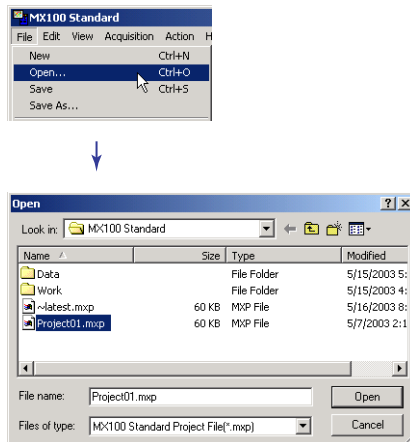 MX100 Standard
File Edit View Acquisition Action H
New Ctrl+N
Open... Ctrl+O
Save Ctrl+S
Save As...
Open
Look in: MX100 Standard
Name Size Type Modified
Data File Folder 5/15/2003 5:
Work File Folder 5/15/2003 4:
~latest.mxp 60 KB MXP File 5/16/2003 8:
Project01.mxp 60 KB MXP File 5/7/2003 2:1
File name: Project01.mxp Open
Files of type: MX100 Standard Project File(*.mxp) Cancel